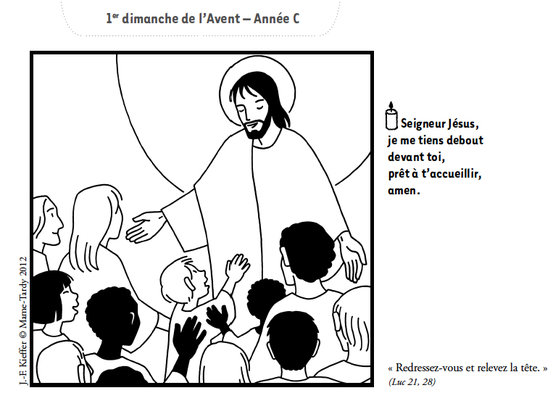 1er dimanche de l'Avent – Année C
Seigneur Jésus,
je me tiens debout
devant toi,
prêt à t'accueillir,
amen.
J.-F. Kieffer © Mame-Tardy 2012
« Redressez-vous et relevez la tête. »
(Luc 21, 28)